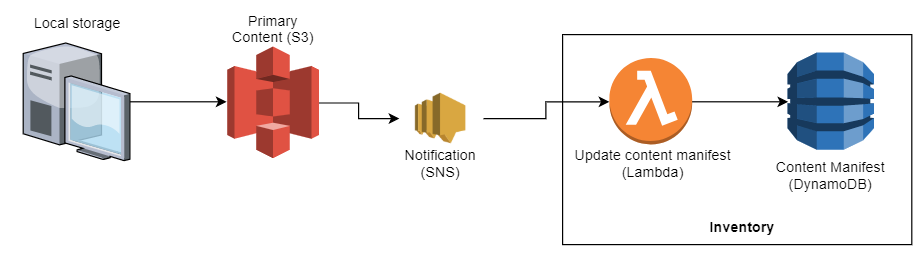 Local storage
Primary
Content (S3)
Notification
(SNS)
Update content manifest
(Lambda)
Content Manifest
(DynamoDB)
Inventory